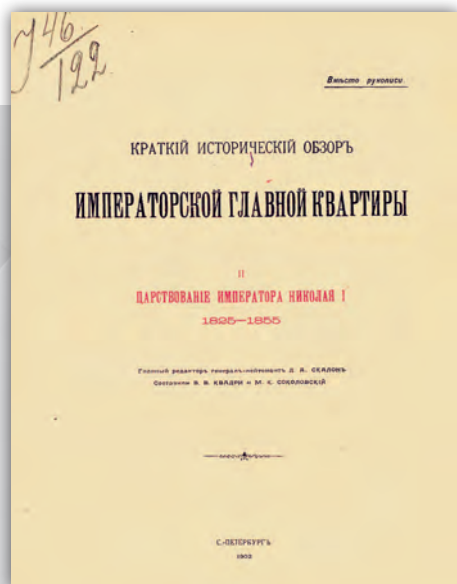 У 46/122
Вмѣсто рукописи.
КРАТКІЙ ИСТОРИЧЕСКІЙ ОБЗОРЪ
ИМПЕРАТОРСКОЙ ГЛАВНОЙ КВАРТИРЫ
II
ЦАРСТВОВАНІЕ ИМПЕРАТОРА НИКОЛАЯ I
1825—1855
Главный редакторъ генералъ-лейтенантъ Д. А. СКАЛОНЪ
Составили В. В. КВАДРИ и М. К. СОКОЛОВСКІЙ
С.-ПЕТЕРБУРГЪ
1902